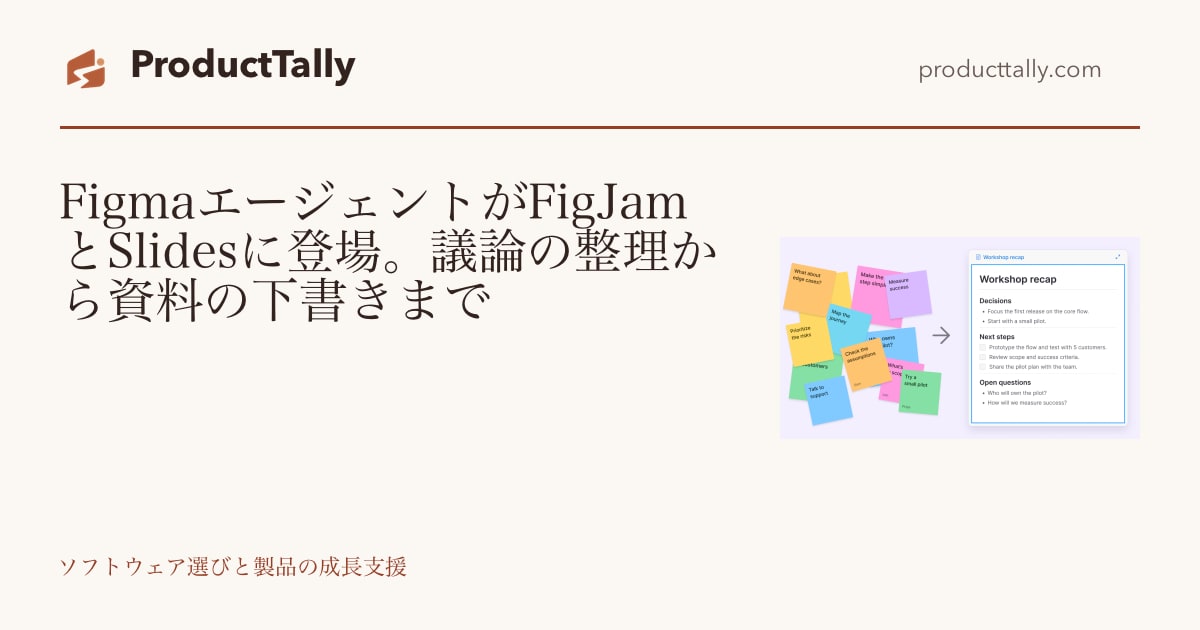 ProductTally
producttally.com
FigmaエージェントがFigJam
とSlidesに登場。議論の整理か
ら資料の下書きまで
What about
edge cases?
Make the
step simple
Measure
success
Map the
journey
Prioritize
the risks
Check the
assumptions
Talk to
support
Try a
small pilot
Workshop recap
Workshop recap
Decisions
• Focus the first release on the core flow.
• Start with a small pilot.
Next steps
Prototype the flow and test with 5 customers.
Review scope and success criteria.
Share the pilot plan with the team.
Open questions
• Who will own the pilot?
• How will we measure success?
ソフトウェア選びと製品の成長支援